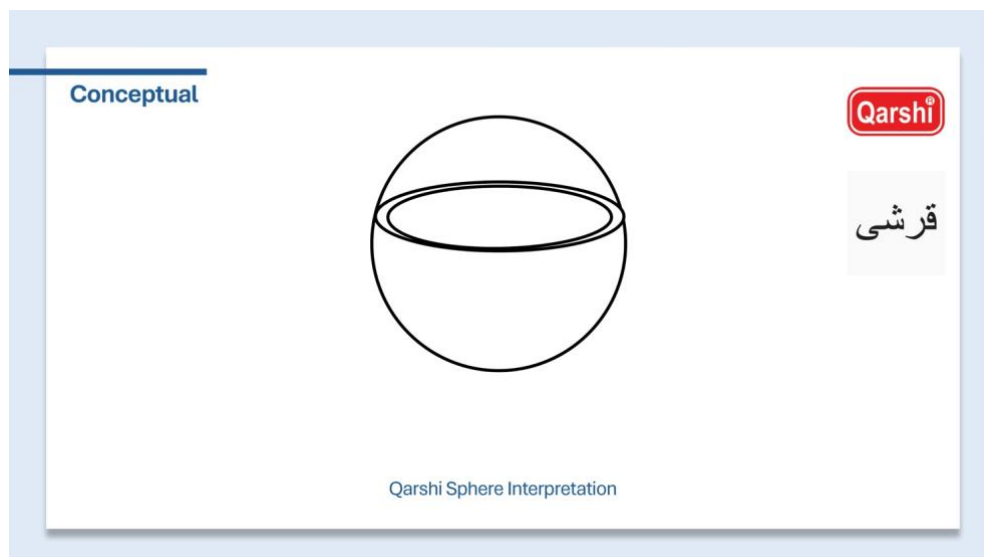 Conceptual
Qarshi®
قرشی
Qarshi Sphere Interpretation